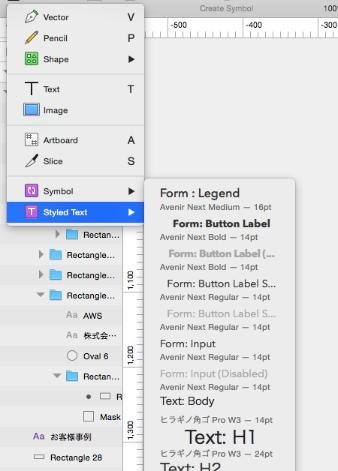 Create Symbol
100%
Vector V
-500
-400
Pencil P
Shape
Text T
Image
Artboard A
Slice S
Symbol
Styled Text
Form : Legend
Avenir Next Medium — 16pt
Form: Button Label
Avenir Next Bold — 14pt
Form: Button Label (...
Avenir Next Bold — 14pt
Form: Button Label S...
Avenir Next Regular — 14pt
Form: Button Label S...
Avenir Next Regular — 14pt
Form: Input
Avenir Next Regular — 14pt
Form: Input (Disabled)
Avenir Next Regular — 14pt
Text: Body
ヒラギノ角ゴ Pro W3 — 14pt
Text: H1
ヒラギノ角ゴ Pro W3 — 24pt
Text: H2
Rectan...
Rectangle...
Rectangle...
Rectangle...
Aa AWS
Aa 株式会...
Oval 6
Rectan...
R
Mask
Aa お客様事例
Rectangle 28
1,100
1,200
1,300